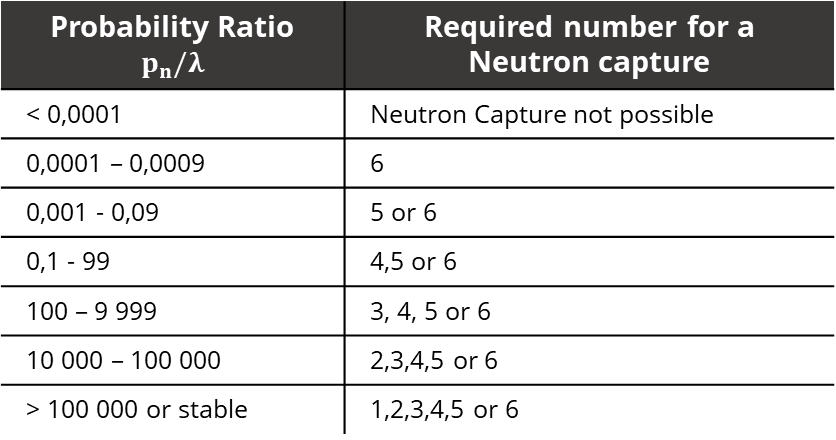 Probability Ratio
pₙ/λ
Required number for a
Neutron capture
< 0,0001
Neutron Capture not possible
0,0001 – 0,0009
6
0,001 - 0,09
5 or 6
0,1 - 99
4,5 or 6
100 – 9 999
3, 4, 5 or 6
10 000 – 100 000
2,3,4,5 or 6
> 100 000 or stable
1,2,3,4,5 or 6